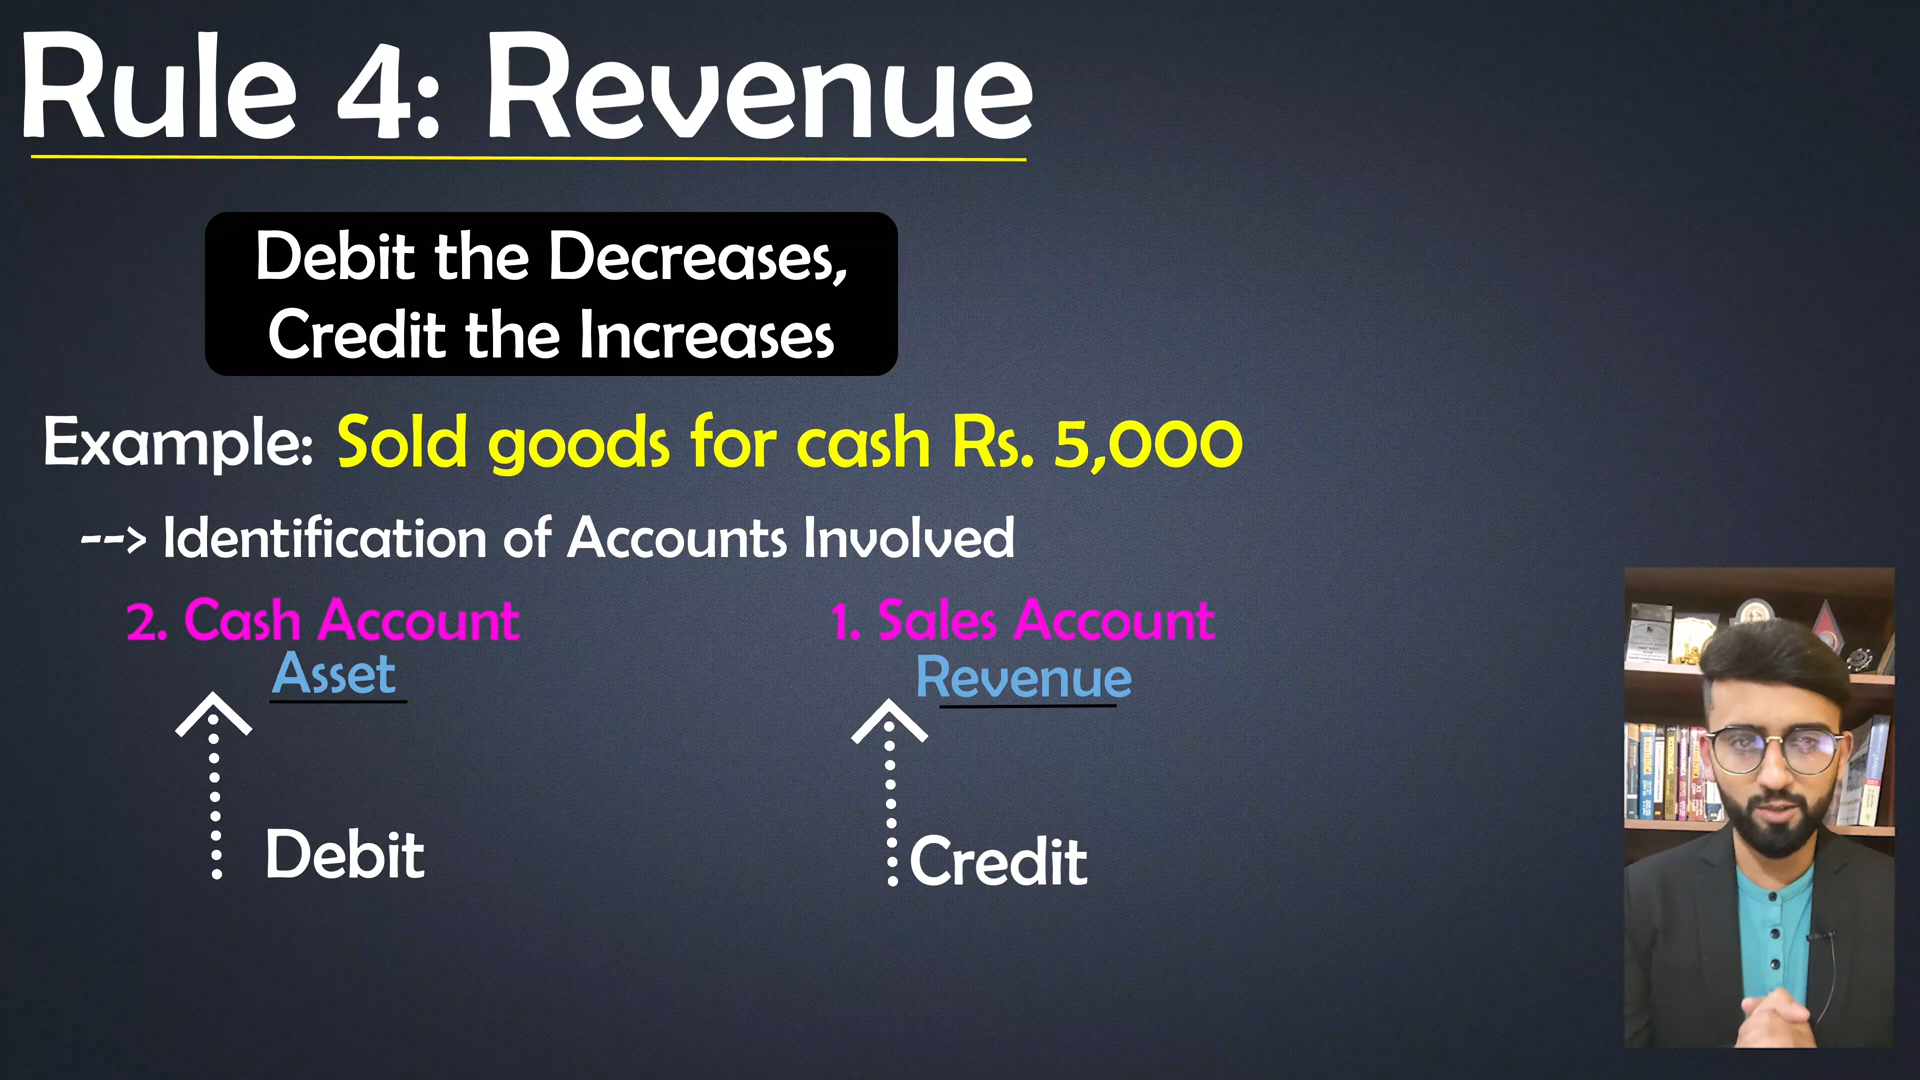 Rule 4: Revenue
Debit the Decreases,
Credit the Increases
Example: Sold goods for cash Rs. 5,000
--> Identification of Accounts Involved
2. Cash Account
Asset
1. Sales Account
Revenue
Debit
Credit